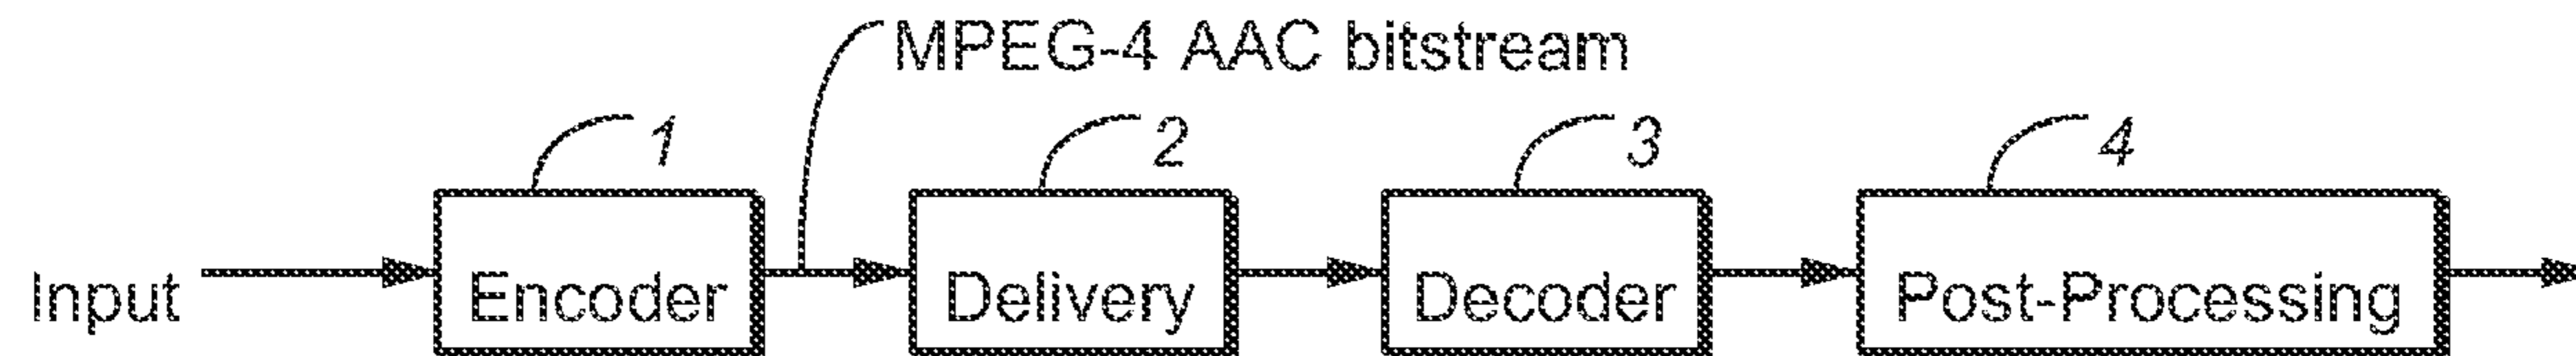 MPEG-4 AAC bitstream
1 2 3 4
Input Encoder Delivery Decoder Post-Processing